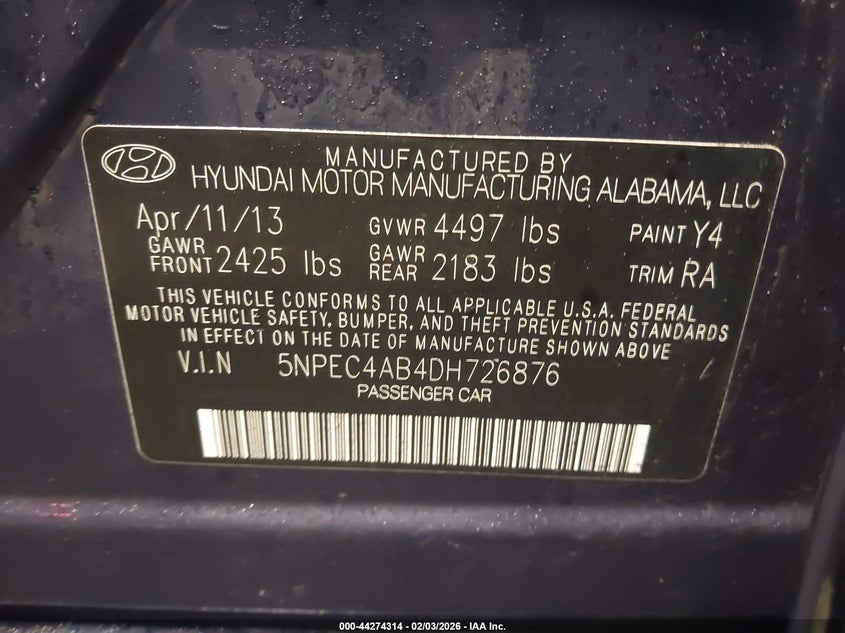 MANUFACTURED BY
HYUNDAI MOTOR MANUFACTURING ALABAMA, LLC
Apr/11/13 GVWR 4497 lbs PAINT Y4
GAWR FRONT 2425 lbs GAWR REAR 2183 lbs TRIM RA
THIS VEHICLE CONFORMS TO ALL APPLICABLE U.S.A. FEDERAL
MOTOR VEHICLE SAFETY, BUMPER, AND THEFT PREVENTION STANDARDS
IN EFFECT ON THE DATE OF MANUFACTURE SHOWN ABOVE
V.I.N 5NPEC4AB4DH726876
PASSENGER CAR
000-44274314 - 02/03/2026 - IAA Inc.